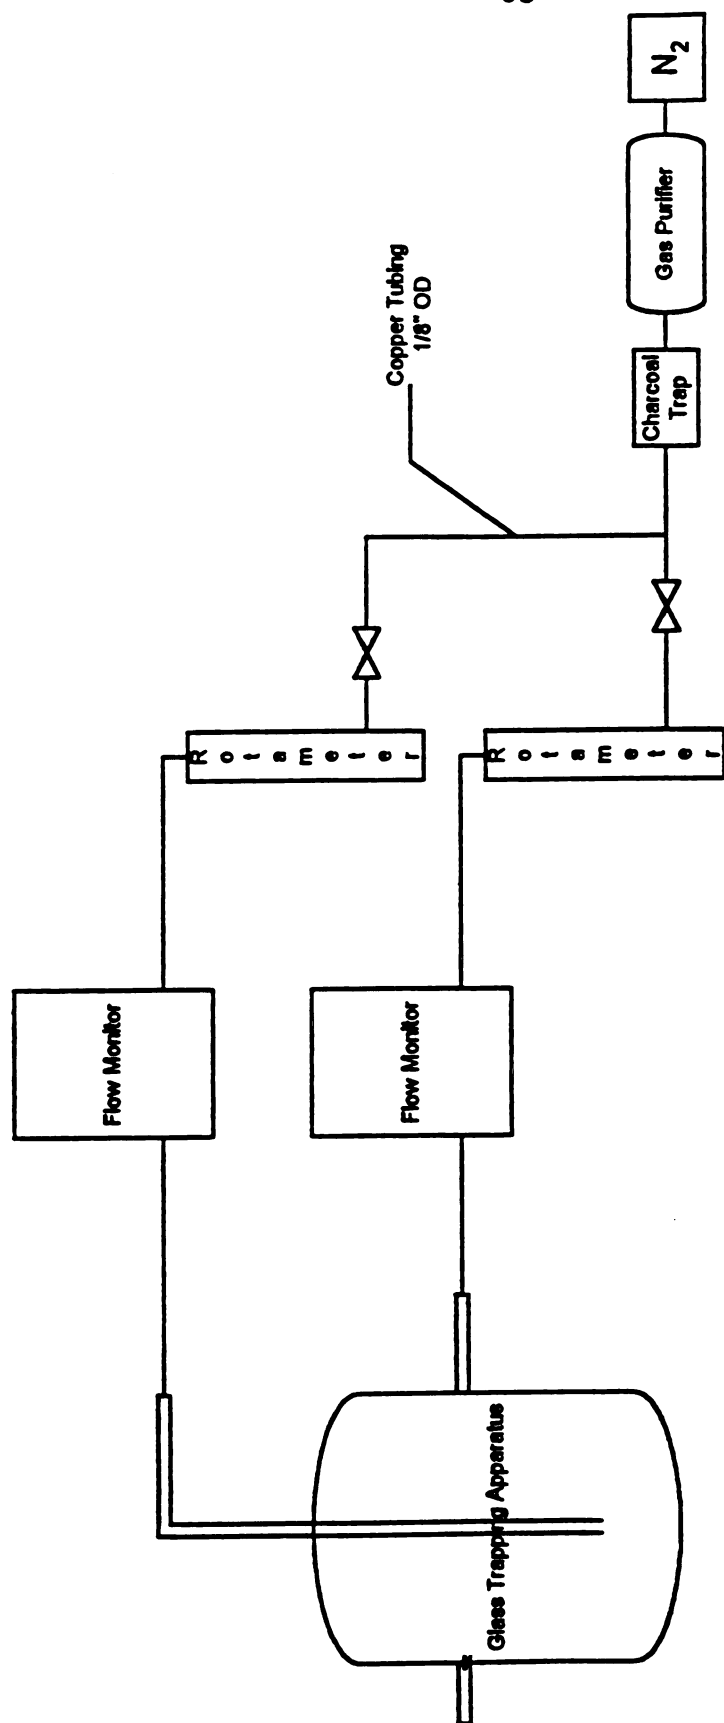 N₂
Gas Purifier
Charcoal
Trap
Copper Tubing
1/8" OD
Rotameter
Rotameter
Flow Monitor
Flow Monitor
Glass Trapping Apparatus